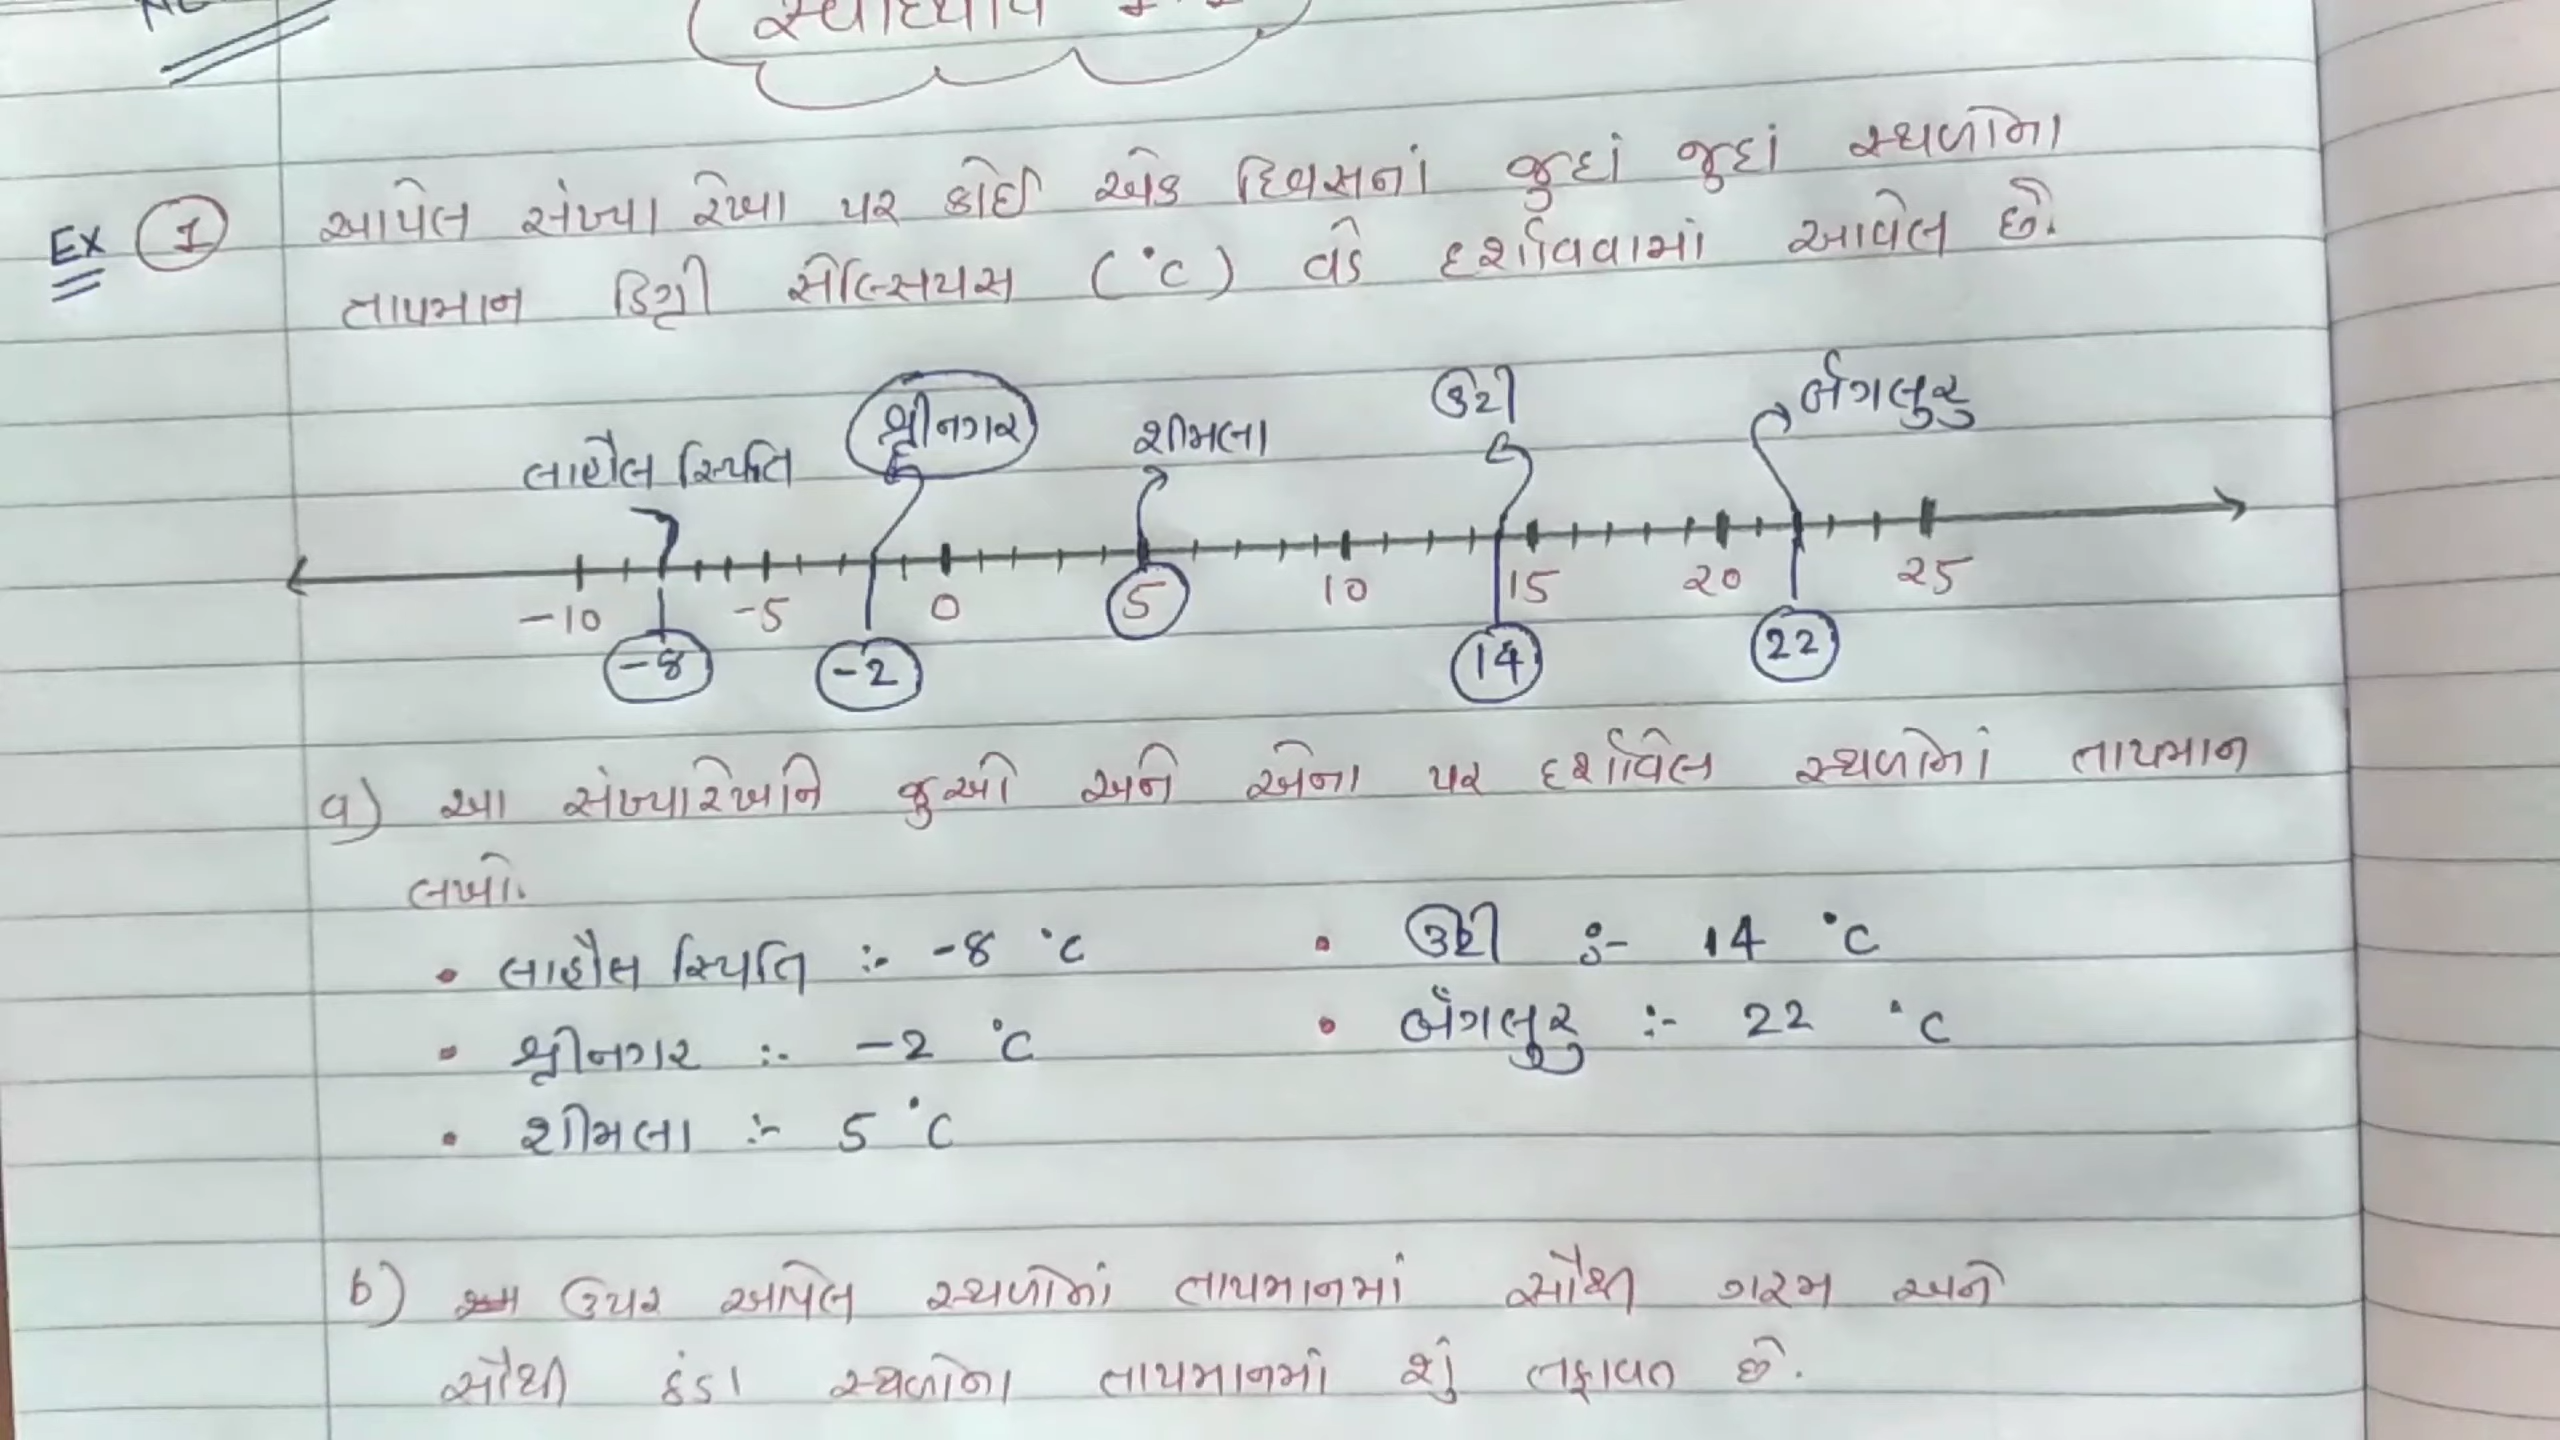 સ્વાધ્યાય
Ex 1 આપેલ સંખ્યા રેખા પર કોઈ એક દિવસનાં જુદાં જુદાં સ્થળોના
તાપમાન ડિગ્રી સેલ્સિયસ (°C) વડે દર્શાવવામાં આવેલ છે.
લાહૌલ સ્પિતિ શ્રીનગર શીમલા ઉટી બેંગલુરુ
-10 -5 0 5 10 15 20 25
-8 -2 14 22
a) આ સંખ્યારેખાને જુઓ અને એના પર દર્શાવેલ સ્થળોનાં તાપમાન
લખો.
• લાહૌલ સ્પિતિ :- -8 °C • ઉટી :- 14 °C
• શ્રીનગર :- -2 °C • બેંગલુરુ :- 22 °C
• શીમલા :- 5 °C
b) ઉપર આપેલ સ્થળોનાં તાપમાનમાં સૌથી ગરમ અને
સૌથી ઠંડા સ્થળોના તાપમાનમાં શું તફાવત છે.